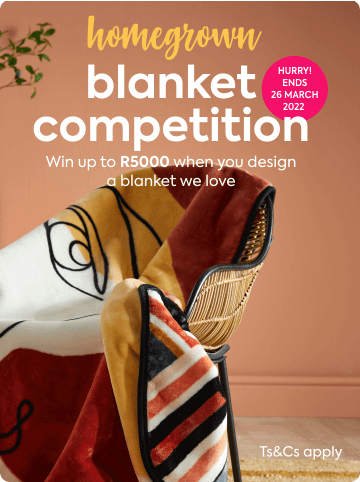 homegrown
blanket
competition
HURRY!
ENDS
26 MARCH
2022
Win up to R5000 when you design
a blanket we love
Ts&Cs apply